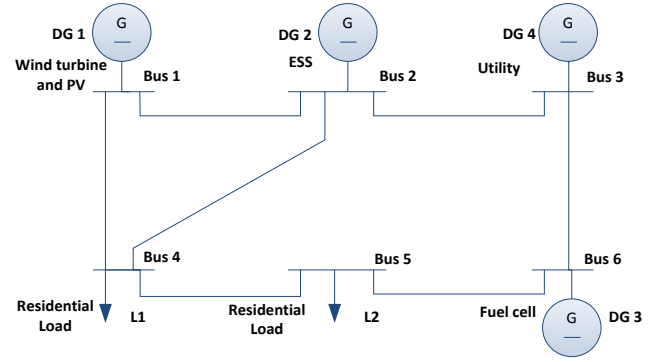 G
DG 1
Wind turbine
and PV
Bus 1
G
DG 2
ESS
Bus 2
G
DG 4
Utility
Bus 3
Bus 4
Residential
Load
L1
Bus 5
Residential
Load
L2
Bus 6
Fuel cell
G
DG 3